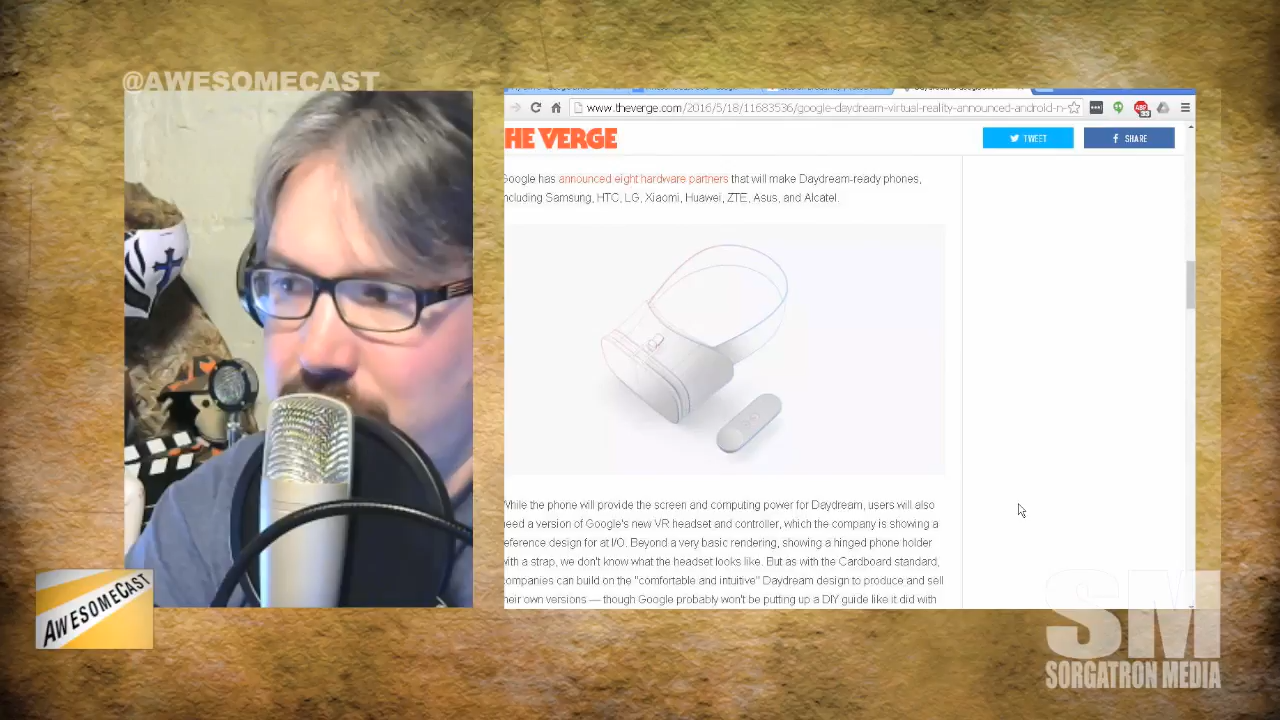 @AWESOMECAST
www.theverge.com/2016/5/18/11683536/google-daydream-virtual-reality-announced-android-n-
HE VERGE
TWEET
SHARE
Google has announced eight hardware partners that will make Daydream-ready phones,
ncluding Samsung, HTC, LG, Xiaomi, Huawei, ZTE, Asus, and Alcatel.
While the phone will provide the screen and computing power for Daydream, users will also
eed a version of Google's new VR headset and controller, which the company is showing a
eference design for at I/O. Beyond a very basic rendering, showing a hinged phone holder
with a strap, we don't know what the headset looks like. But as with the Cardboard standard,
ompanies can build on the "comfortable and intuitive" Daydream design to produce and sell
heir own versions — though Google probably won't be putting up a DIY guide like it did with
AWESOMECAST
SM
SORGATRON MEDIA